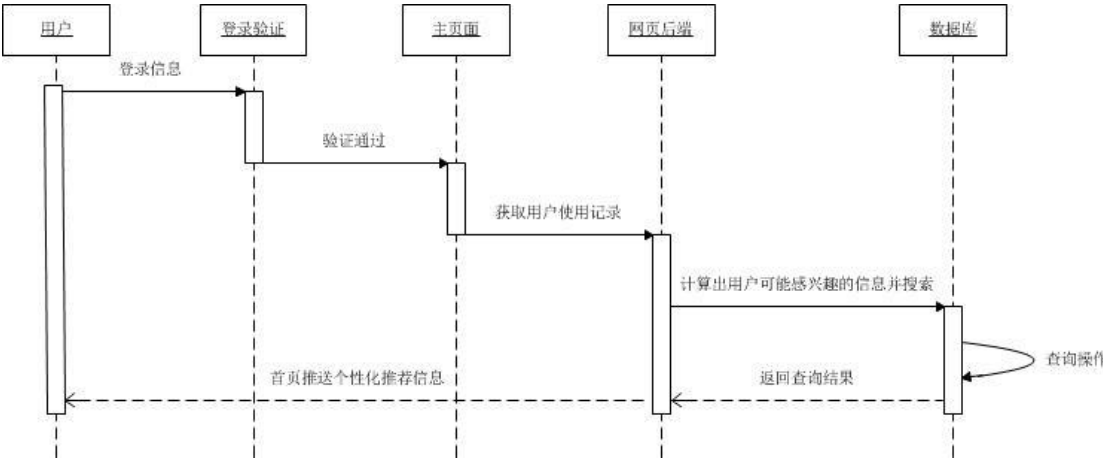 用户
登录验证
主页面
网页后端
数据库
登录信息
验证通过
获取用户使用记录
计算出用户可能感兴趣的信息并搜索
查询操作
首页推送个性化推荐信息
返回查询结果